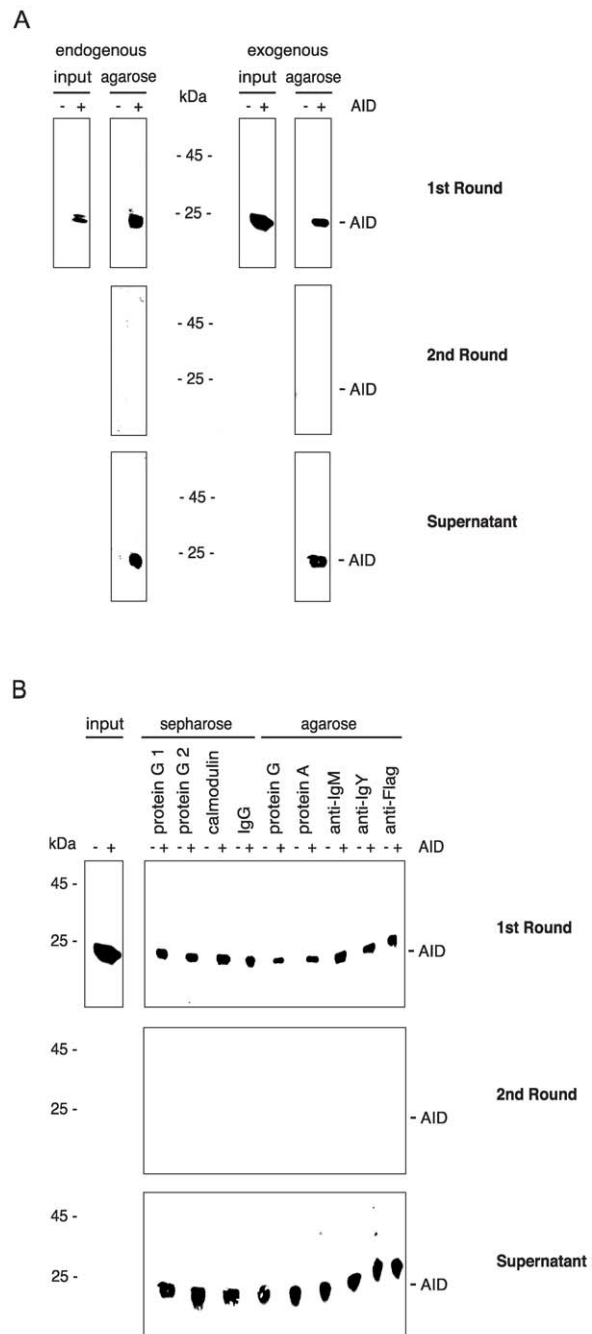 A
endogenous exogenous
input agarose input agarose
kDa
- + - + - + - + AID
- 45 -
1st Round
- 25 -
- AID
- 45 -
2nd Round
- 25 -
- AID
- 45 -
Supernatant
- 25 -
- AID
B
input sepharose agarose
protein G 1
protein G 2
calmodulin
IgG
protein G
protein A
anti-IgM
anti-IgY
anti-Flag
kDa - + - + - + - + - + - + - + - + - + - + AID
45 -
1st Round
25 -
- AID
45 -
2nd Round
25 -
- AID
45 -
Supernatant
25 -
- AID